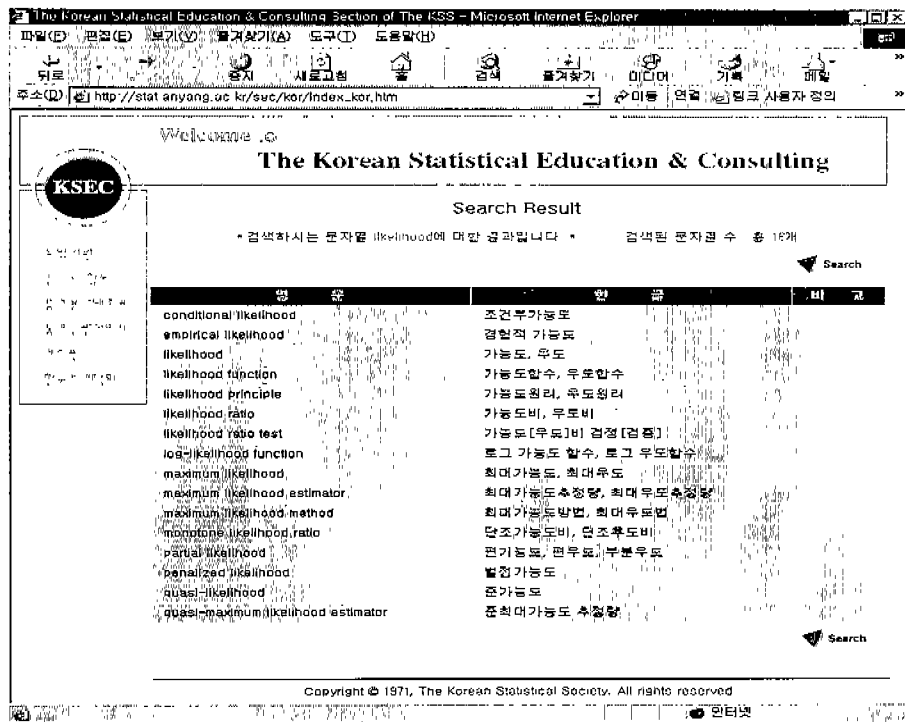 The Korean Statistical Education & Consulting Section of The KSS - Microsoft Internet Explorer
파일(F) 편집(E) 보기(V) 즐겨찾기(A) 도구(T) 도움말(H)
뒤로 중지 새로 고침 홈 검색 즐겨찾기 미디어 기록 메일 »
주소(D) http://stat.anyang.ac.kr/sec/kor/index_kor.htm 이동 연결 링크 사용자 정의 »
Welcome
The Korean Statistical Education & Consulting
KSEC
Search Result
* 검색하시는 문자열 likelihood에 대한 결과입니다 * 검색된 문자열 수 총 16개
Search
영 문 한 글 비 고
conditional likelihood 조건부가능도
empirical likelihood 경험적 가능도
likelihood 가능도, 우도
likelihood function 가능도함수, 우도함수
likelihood principle 가능도원리, 우도원리
likelihood ratio 가능도비, 우도비
likelihood ratio test 가능도[우도]비 검정[검증]
log-likelihood function 로그 가능도 함수, 로그 우도함수
maximum likelihood 최대가능도, 최대우도
maximum likelihood estimator 최대가능도추정량, 최대우도추정량
maximum likelihood method 최대가능도방법, 최대우도법
monotone likelihood ratio 단조가능도비, 단조우도비
partial likelihood 편가능도, 편우도, 부분우도
penalized likelihood 벌점가능도
quasi-likelihood 준가능도
quasi-maximum likelihood estimator 준최대가능도 추정량
Search
Copyright © 1971, The Korean Statistical Society. All rights reserved
인터넷